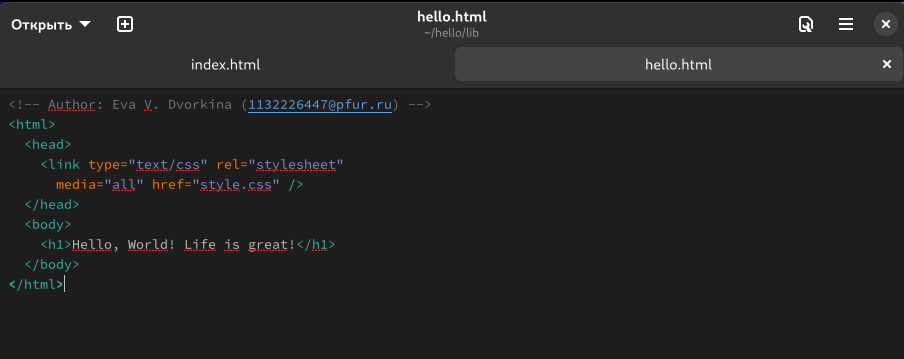 Открыть
hello.html
~/hello/lib
index.html
hello.html
<!-- Author: Eva V. Dvorkina (1132226447@pfur.ru) -->
<html>
  <head>
    <link type="text/css" rel="stylesheet"
      media="all" href="style.css" />
  </head>
  <body>
    <h1>Hello, World! Life is great!</h1>
  </body>
</html>